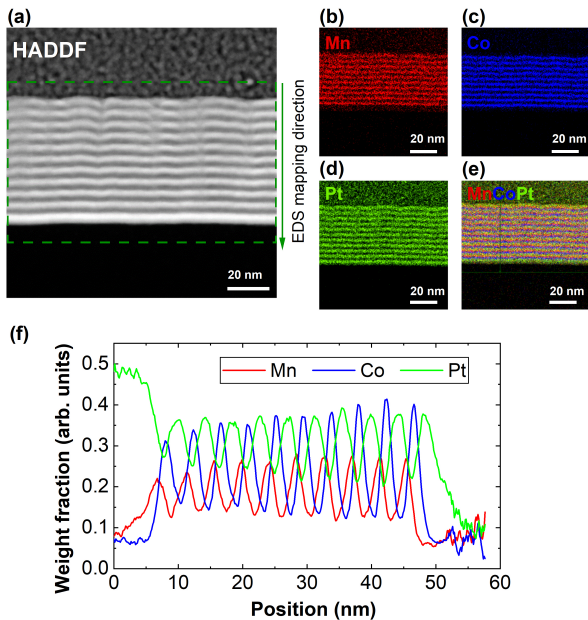 (a)
HADDF
EDS mapping direction
20 nm
(b)
Mn
20 nm
(c)
Co
20 nm
(d)
Pt
20 nm
(e)
MnCoPt
20 nm
(f)
Mn Co Pt
Weight fraction (arb. units)
0.5
0.4
0.3
0.2
0.1
0.0
0 10 20 30 40 50 60
Position (nm)